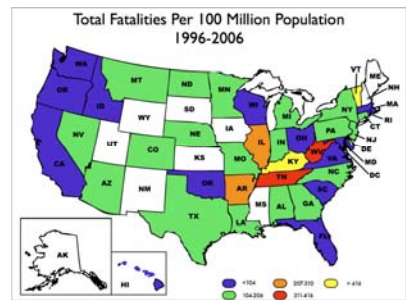 Total Fatalities Per 100 Million Population
1996-2006
WA
OR
ID
MT
ND
MN
WI
MI
VT
ME
NH
MA
RI
CT
NJ
DE
MD
DC
NY
PA
WY
SD
IA
NE
NV
UT
CO
KS
MO
IL
IN
OH
WV
VA
KY
CA
AZ
NM
OK
AR
TN
NC
SC
TX
LA
MS
AL
GA
FL
AK
HI
<104
207-310
> 416
104-206
311-416